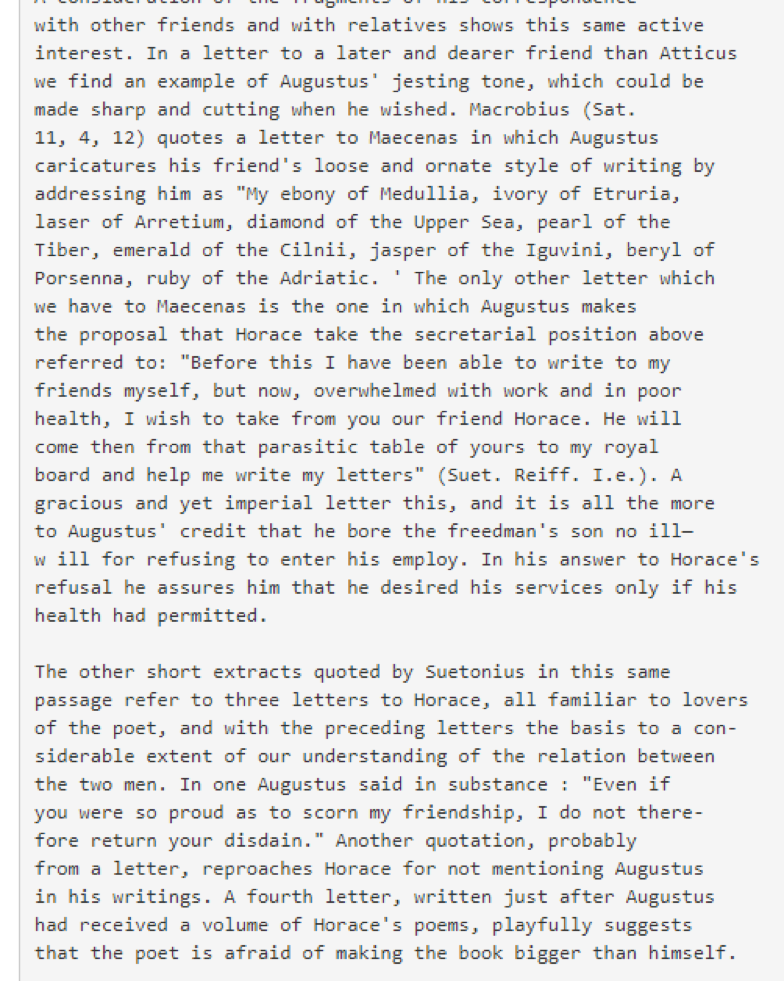 A consideration of the fragments of his correspondence
with other friends and with relatives shows this same active
interest. In a letter to a later and dearer friend than Atticus
we find an example of Augustus' jesting tone, which could be
made sharp and cutting when he wished. Macrobius (Sat.
11, 4, 12) quotes a letter to Maecenas in which Augustus
caricatures his friend's loose and ornate style of writing by
addressing him as "My ebony of Medullia, ivory of Etruria,
laser of Arretium, diamond of the Upper Sea, pearl of the
Tiber, emerald of the Cilnii, jasper of the Iguvini, beryl of
Porsenna, ruby of the Adriatic. ' The only other letter which
we have to Maecenas is the one in which Augustus makes
the proposal that Horace take the secretarial position above
referred to: "Before this I have been able to write to my
friends myself, but now, overwhelmed with work and in poor
health, I wish to take from you our friend Horace. He will
come then from that parasitic table of yours to my royal
board and help me write my letters" (Suet. Reiff. I.e.). A
gracious and yet imperial letter this, and it is all the more
to Augustus' credit that he bore the freedman's son no ill—
w ill for refusing to enter his employ. In his answer to Horace's
refusal he assures him that he desired his services only if his
health had permitted.
The other short extracts quoted by Suetonius in this same
passage refer to three letters to Horace, all familiar to lovers
of the poet, and with the preceding letters the basis to a con-
siderable extent of our understanding of the relation between
the two men. In one Augustus said in substance : "Even if
you were so proud as to scorn my friendship, I do not there-
fore return your disdain." Another quotation, probably
from a letter, reproaches Horace for not mentioning Augustus
in his writings. A fourth letter, written just after Augustus
had received a volume of Horace's poems, playfully suggests
that the poet is afraid of making the book bigger than himself.